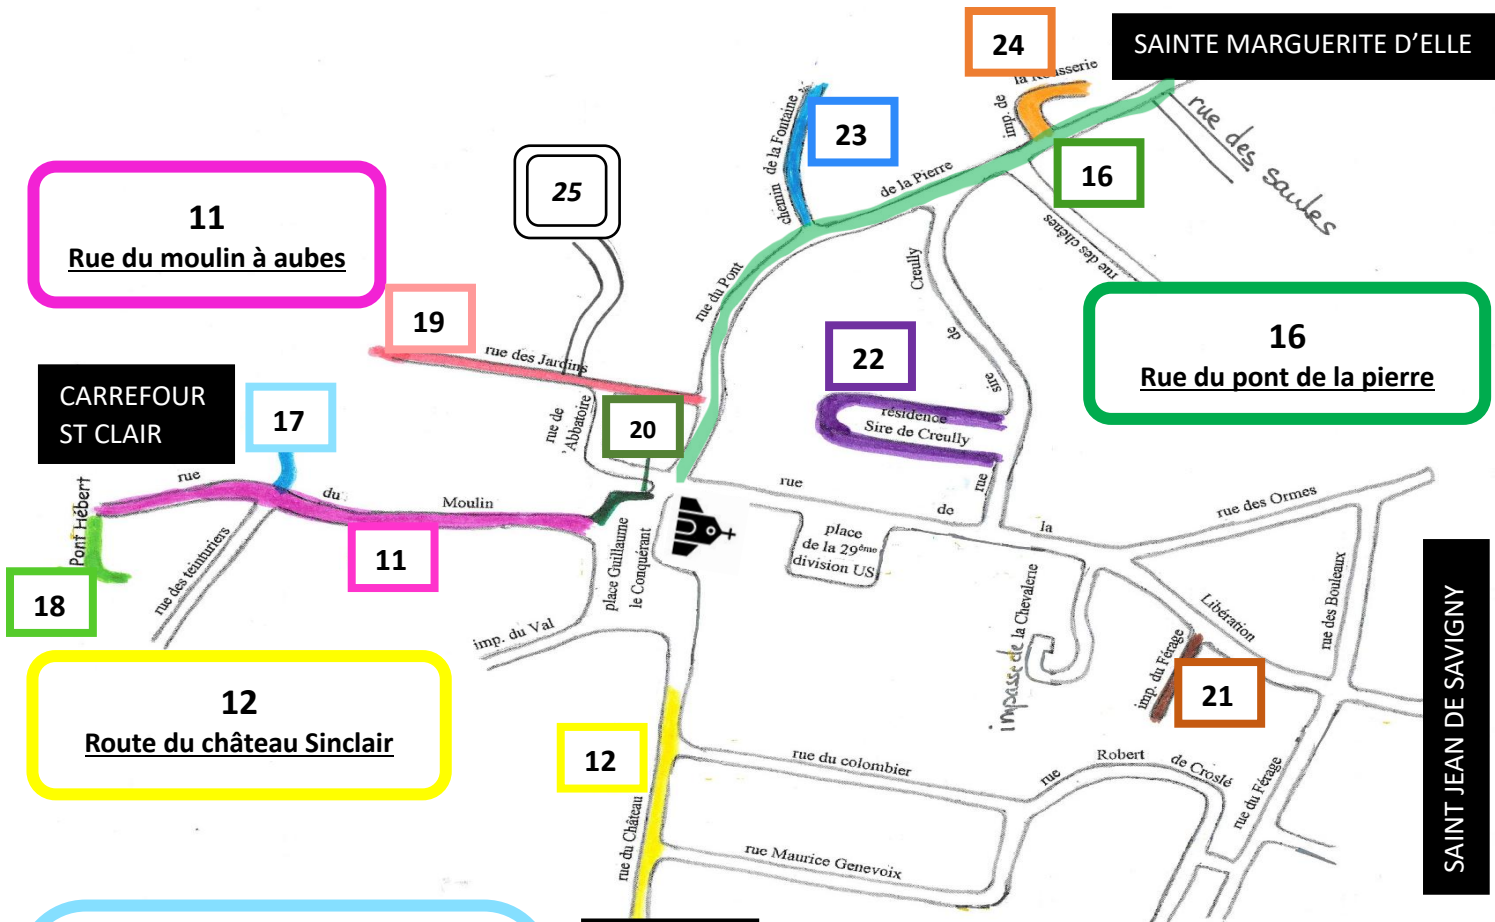 24
SAINTE MARGUERITE D'ELLE
imp. de
la Rousserie
rue des saules
23
chemin de la Fontaine
16
de la Pierre
rue des chênes
25
11
Rue du moulin à aubes
rue du Pont
Creully
de
sire
19
rue des Jardins
22
16
Rue du pont de la pierre
CARREFOUR
ST CLAIR
17
résidence
Sire de Creully
20
rue de
'Abbatoire
rue
du
Moulin
Pont Hébert
rue
de
la
rue
rue des Ormes
place
de la 29ème
division US
11
rue des teinturiers
place Guillaume
le Conquérant
18
imp. du Val
impasse de la Chevalerie
Libération
rue des Bouleaux
imp. du Férage
21
12
Route du château Sinclair
12
rue du colombier
rue
Robert
de Croslé
rue du Férage
rue du Château
rue Maurice Genevoix
SAINT JEAN DE SAVIGNY